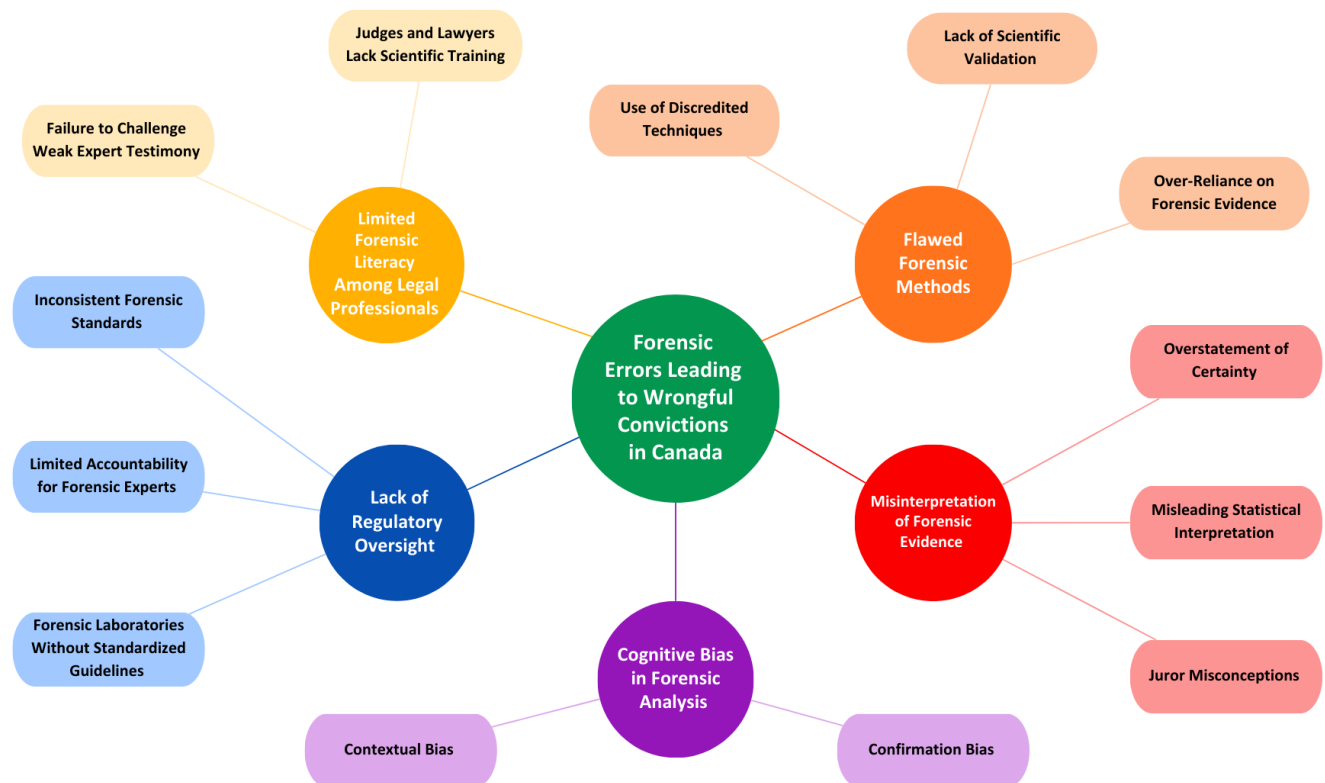 Judges and Lawyers
Lack Scientific Training
Failure to Challenge
Weak Expert Testimony
Limited
Forensic
Literacy
Among Legal
Professionals
Lack of Scientific
Validation
Use of Discredited
Techniques
Over-Reliance on
Forensic Evidence
Flawed
Forensic
Methods
Forensic
Errors Leading
to Wrongful
Convictions
in Canada
Inconsistent Forensic
Standards
Limited Accountability
for Forensic Experts
Forensic Laboratories
Without Standardized
Guidelines
Lack of
Regulatory
Oversight
Overstatement of
Certainty
Misleading Statistical
Interpretation
Juror Misconceptions
Misinterpretation
of Forensic
Evidence
Cognitive Bias
in Forensic
Analysis
Contextual Bias
Confirmation Bias